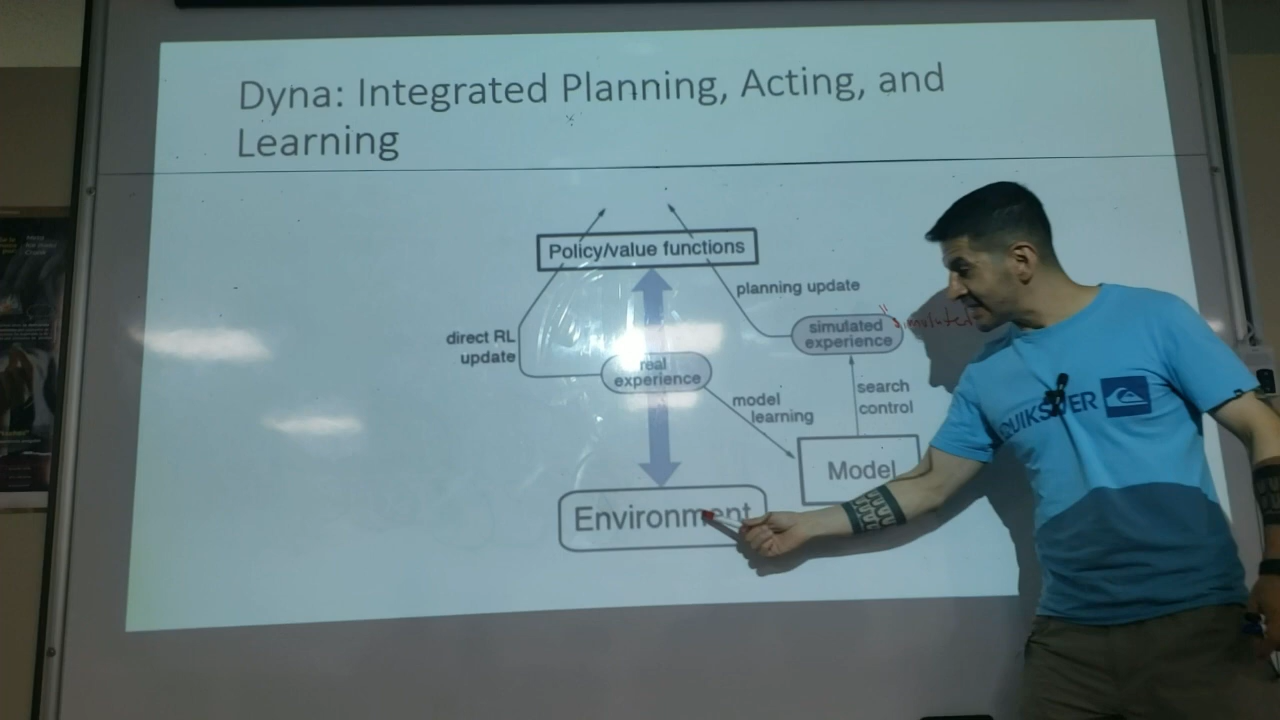 Dyna: Integrated Planning, Acting, and
Learning
Policy/value functions
planning update
direct RL
update
simulated
experience
real
experience
model
learning
search
control
Model
Environment